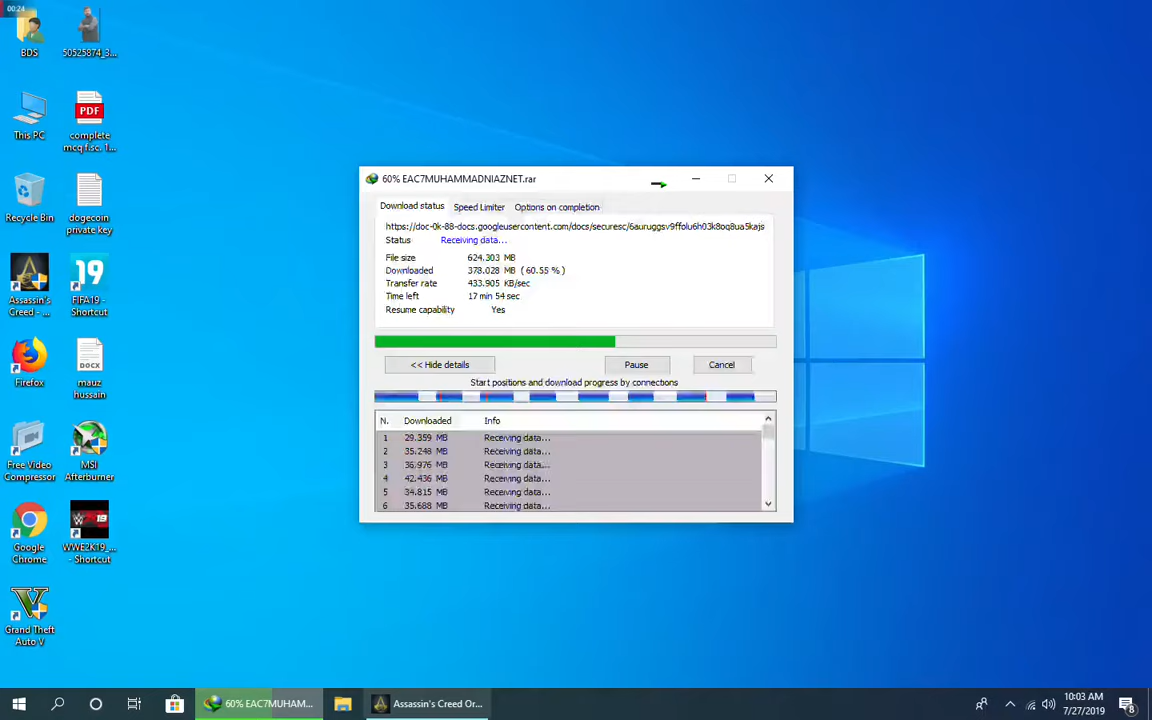 00:24
BDS
50525874_3...
This PC
complete
mcq f.sc. 1...
PDF
Recycle Bin
dogecoin
private key
Assassin's
Creed - ...
19
FIFA19 -
Shortcut
Firefox
DOCX
mauz
hussain
Free Video
Compressor
MSI
Afterburner
Google
Chrome
WWE2K19_...
- Shortcut
Grand Theft
Auto V
60% EAC7MUHAMMADNIAZNET.rar
Download status Speed Limiter Options on completion
Status Receiving data...
File size 624.303 MB
Downloaded 378.028 MB ( 60.55 % )
Transfer rate 433.905 KB/sec
Time left 17 min 54 sec
Resume capability Yes
<< Hide details Pause Cancel
Start positions and download progress by connections
N. Downloaded Info
1 29.359 MB Receiving data...
2 35.248 MB Receiving data...
3 36.976 MB Receiving data...
4 42.436 MB Receiving data...
5 34.815 MB Receiving data...
6 35.688 MB Receiving data...
60% EAC7MUHAM...
Assassin's Creed Or...
10:03 AM
7/27/2019
8